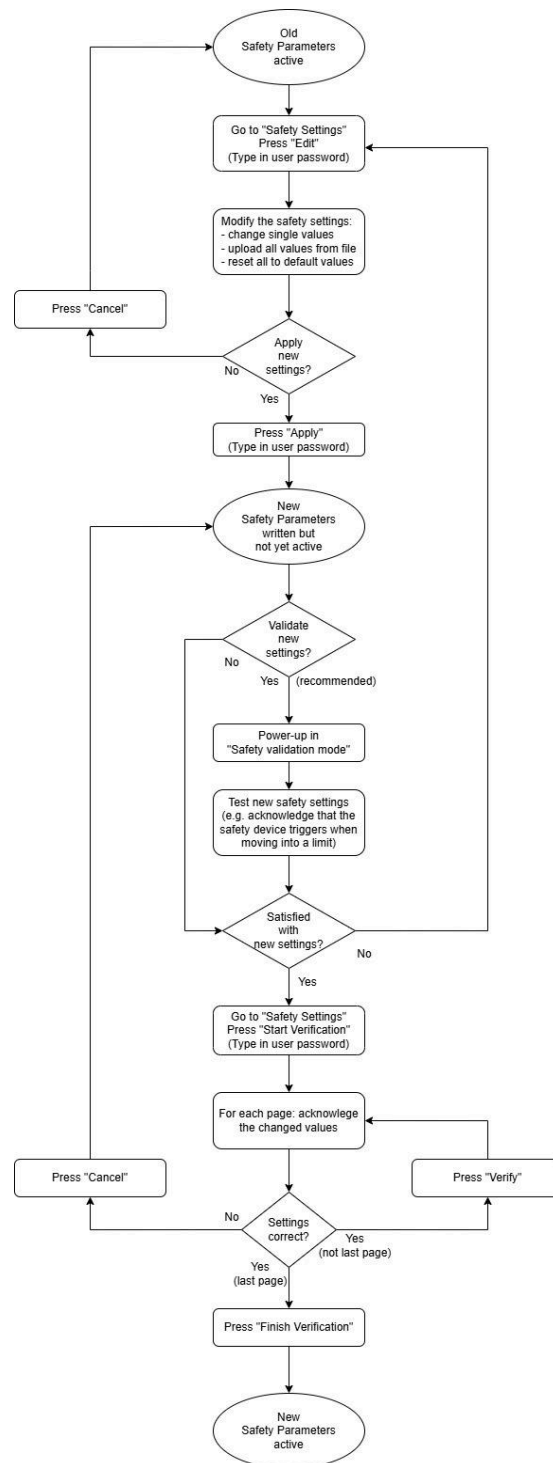 Old
Safety Parameters
active
Go to "Safety Settings"
Press "Edit"
(Type in user password)
Modify the safety settings:
- change single values
- upload all values from file
- reset all to default values
Press "Cancel"
Apply
new
settings?
No
Yes
Press "Apply"
(Type in user password)
New
Safety Parameters
written but
not yet active
Validate
new
settings?
No
Yes
(recommended)
Power-up in
"Safety validation mode"
Test new safety settings
(e.g. acknowledge that the
safety device triggers when
moving into a limit)
Satisfied
with
new settings?
No
Yes
Go to "Safety Settings"
Press "Start Verification"
(Type in user password)
For each page: acknowlege
the changed values
Press "Cancel"
Press "Verify"
Settings
correct?
No
Yes
(not last page)
Yes
(last page)
Press "Finish Verification"
New
Safety Parameters
active